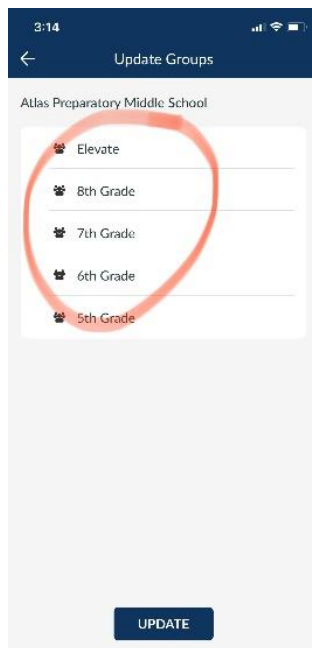 3:14
Update Groups
Atlas Preparatory Middle School
Elevate
8th Grade
7th Grade
6th Grade
5th Grade
UPDATE